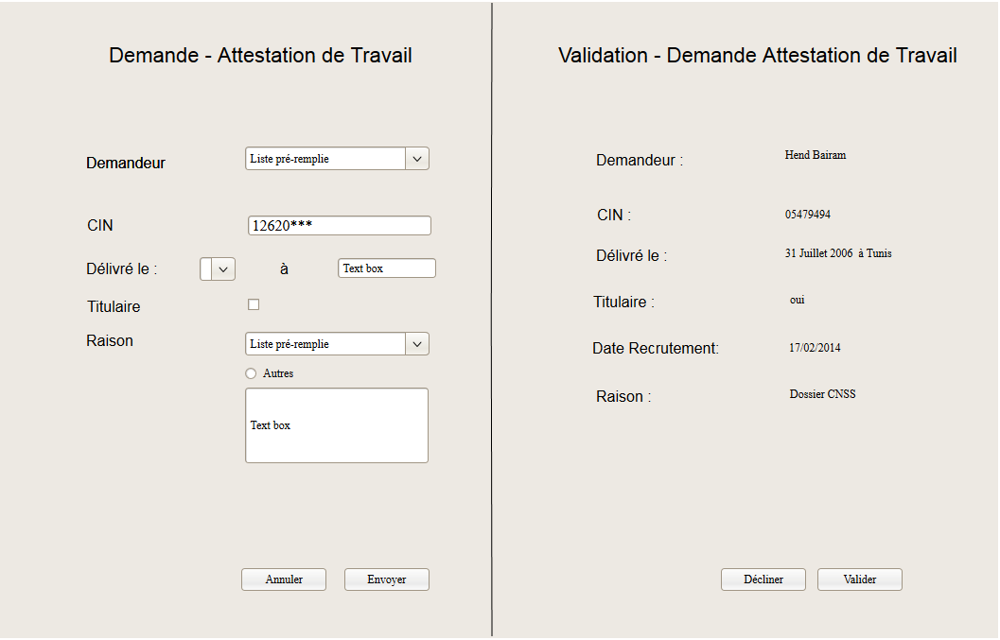 Demande - Attestation de Travail
Demandeur
Liste pré-remplie
CIN
12620***
Délivré le :
à
Text box
Titulaire
Raison
Liste pré-remplie
Autres
Text box
Annuler
Envoyer
Validation - Demande Attestation de Travail
Demandeur :
Hend Bairam
CIN :
05479494
Délivré le :
31 Juillet 2006 à Tunis
Titulaire :
oui
Date Recrutement:
17/02/2014
Raison :
Dossier CNSS
Décliner
Valider